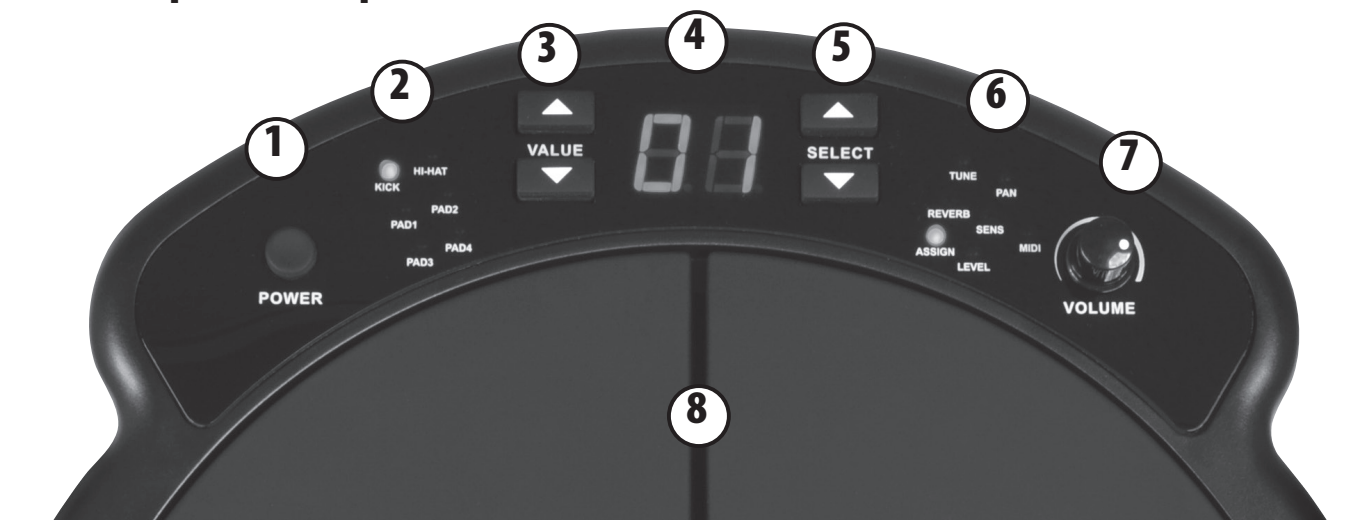 1
2
3
4
5
6
7
8
POWER
KICK
HI-HAT
PAD1
PAD2
PAD3
PAD4
VALUE
01
SELECT
TUNE
PAN
REVERB
SENS
MIDI
ASSIGN
LEVEL
VOLUME